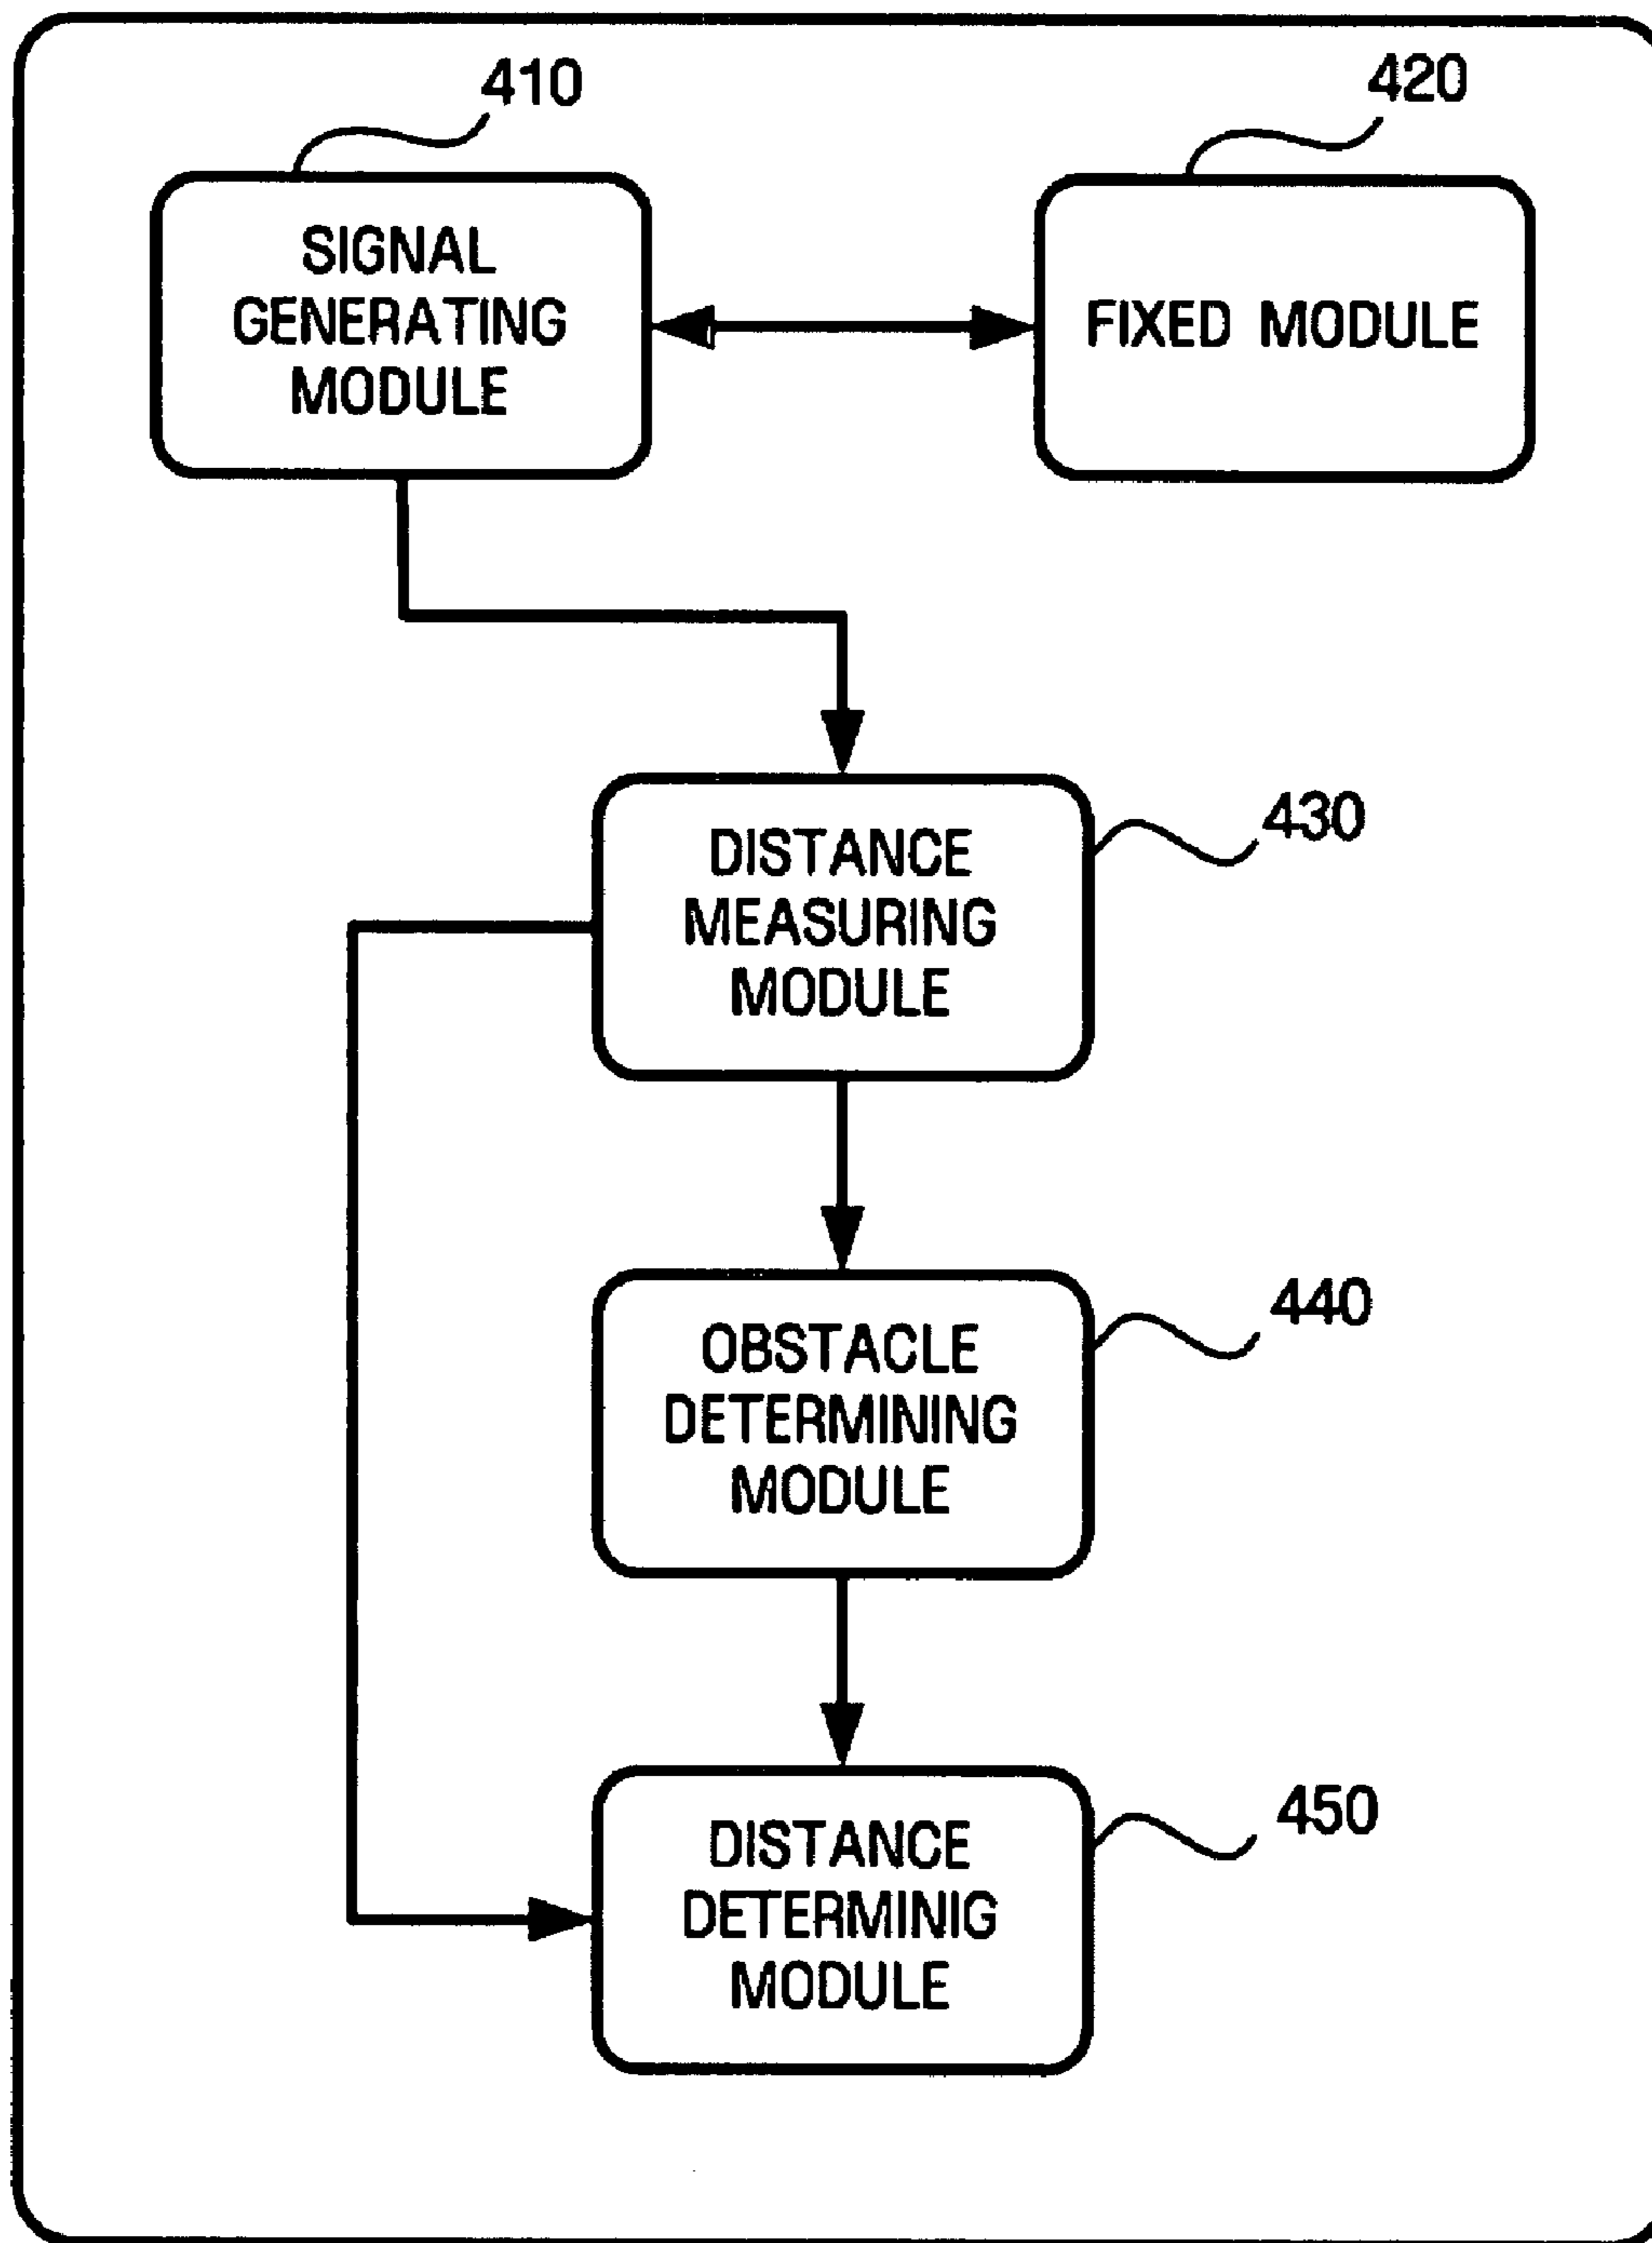 410
420
SIGNAL
GENERATING
MODULE
FIXED MODULE
DISTANCE
MEASURING
MODULE
430
OBSTACLE
DETERMINING
MODULE
440
DISTANCE
DETERMINIG
MODULE
450